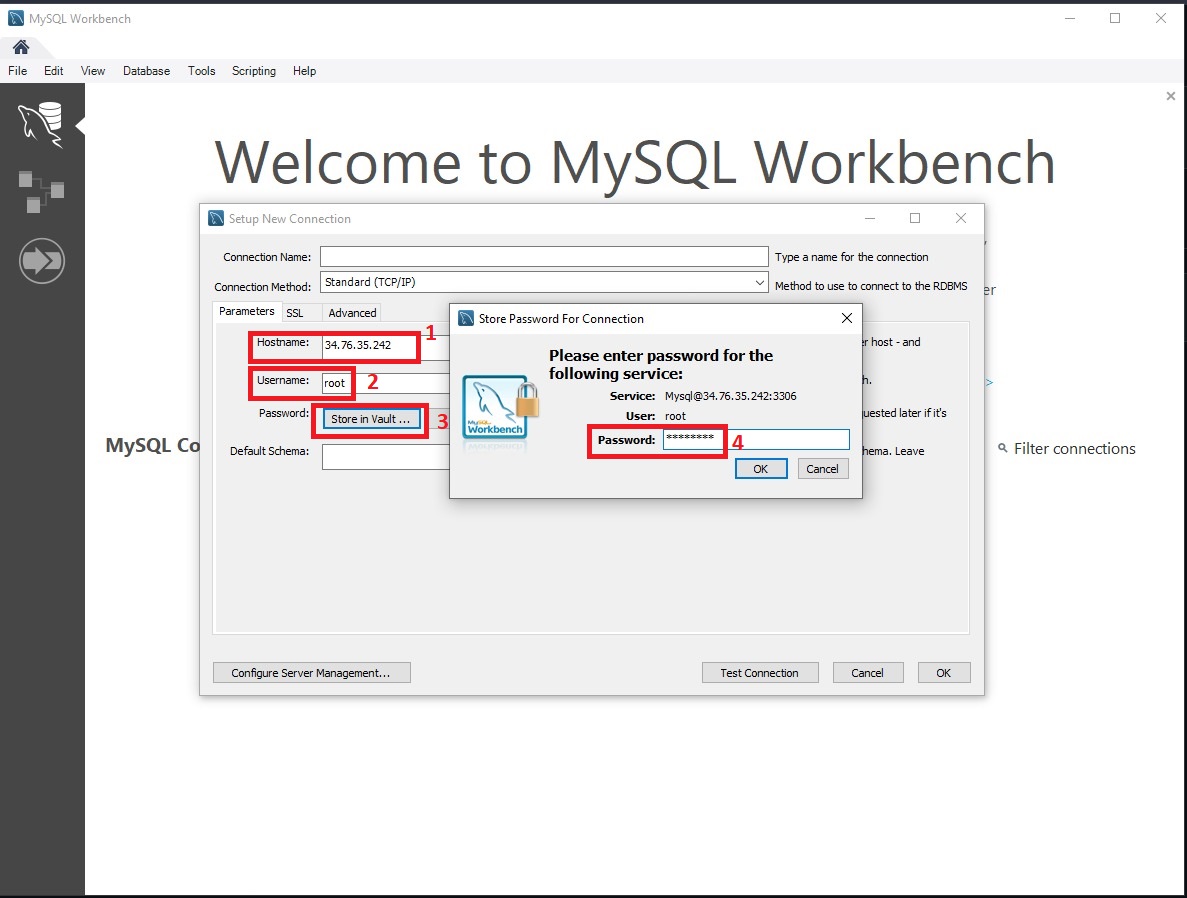 MySQL Workbench
File Edit View Database Tools Scripting Help
Welcome to MySQL Workbench
Setup New Connection
Connection Name: Type a name for the connection
Connection Method: Standard (TCP/IP) Method to use to connect to the RDBMS
er
Parameters SSL Advanced
Hostname: 34.76.35.242 1
r host - and
Username: root 2
h.
>
Password: Store in Vault ... 3
uested later if it's
Default Schema:
hema. Leave
Store Password For Connection
Please enter password for the
following service:
Service: Mysql@34.76.35.242:3306
User: root
Password: ******** 4
MySQL
Workbench
OK Cancel
MySQL Co
Filter connections
Configure Server Management... Test Connection Cancel OK